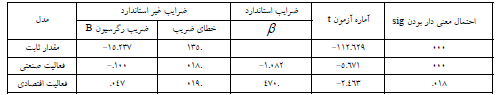 مدل ضرایب غیر استاندارد ضرایب استاندارد آماره آزمون t احتمال معنی دار بودن sig
ضریب رگرسیون B خطای ضریب β
مقدار ثابت -۱۵.۲۳۷ ۱۳۵. -۱۱۲.۶۲۹ ۰۰۰
فعالیت صنعتی -.۱۰۰ ۰۱۸. -۱.۰۸۲ -۵.۶۷۱ ۰۰۰
فعالیت اقتصادی .۰۴۷ ۰۱۹. ۴۷۰. -۲.۴۶۳ .۰۱۸